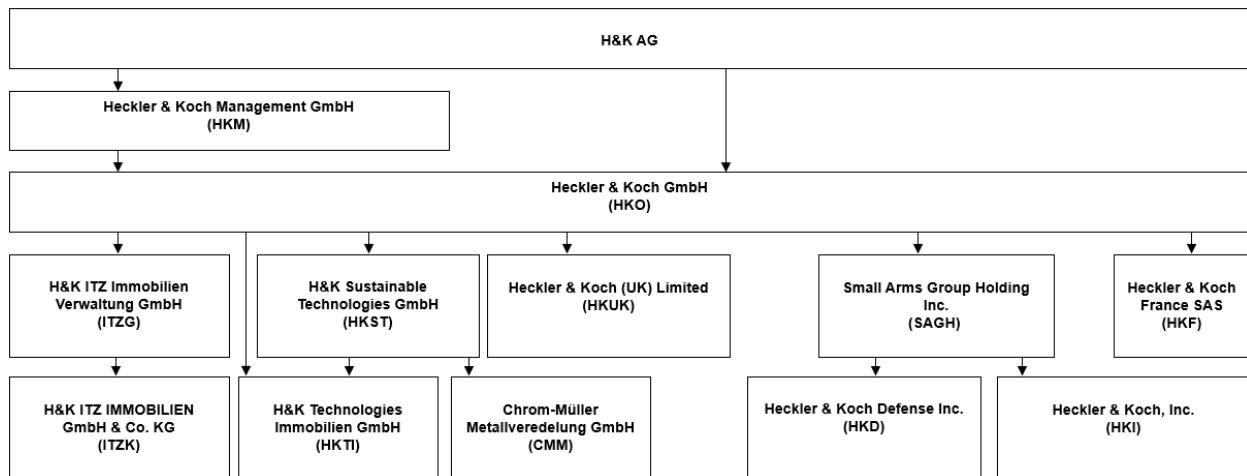 H&K AG
Heckler & Koch Management GmbH
(HKM)
Heckler & Koch GmbH
(HKO)
H&K ITZ Immobilien
Verwaltung GmbH
(ITZG)
H&K Sustainable
Technologies GmbH
(HKST)
Heckler & Koch (UK) Limited
(HKUK)
Small Arms Group Holding
Inc.
(SAGH)
Heckler & Koch
France SAS
(HKF)
H&K ITZ IMMOBILIEN
GmbH & Co. KG
(ITZK)
H&K Technologies
Immobilien GmbH
(HKTI)
Chrom-Müller
Metallveredelung GmbH
(CMM)
Heckler & Koch Defense Inc.
(HKD)
Heckler & Koch, Inc.
(HKI)